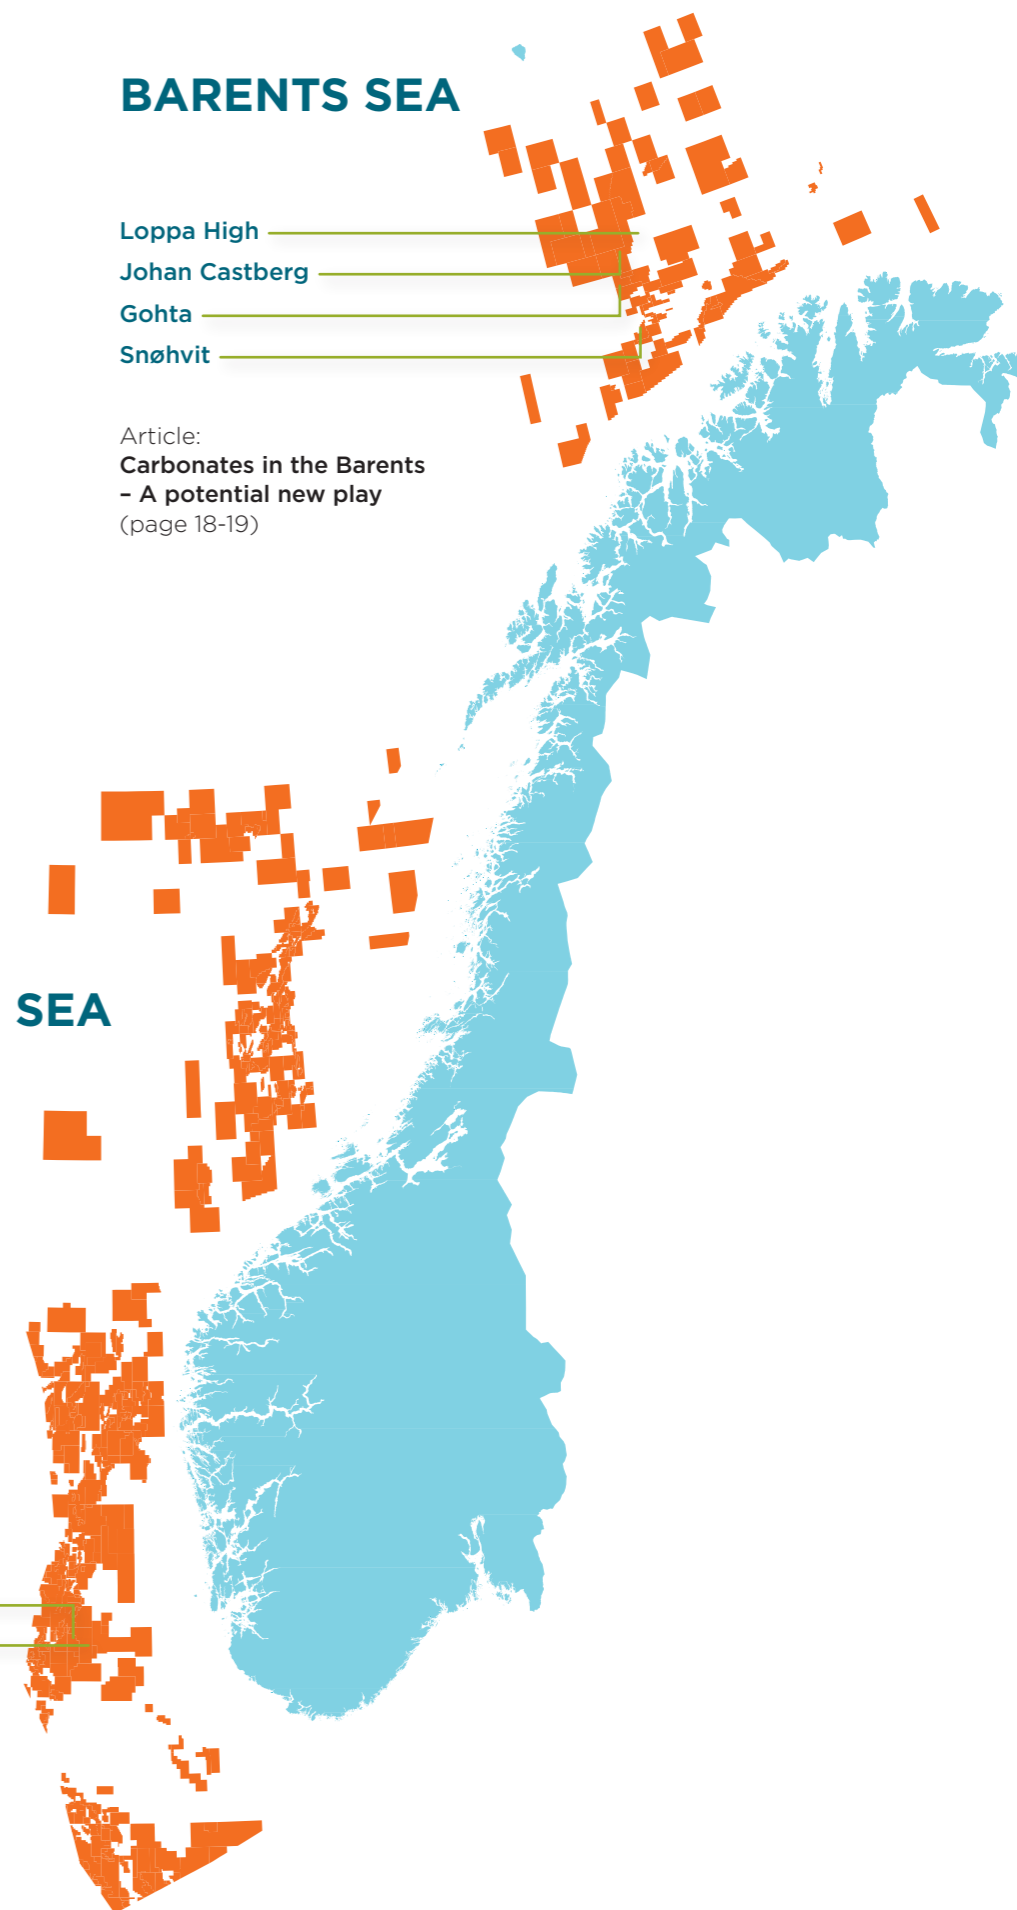 BARENTS SEA
Loppa High
Johan Castberg
Gohta
Snøhvit
Article:
Carbonates in the Barents
– A potential new play
(page 18-19)
SEA